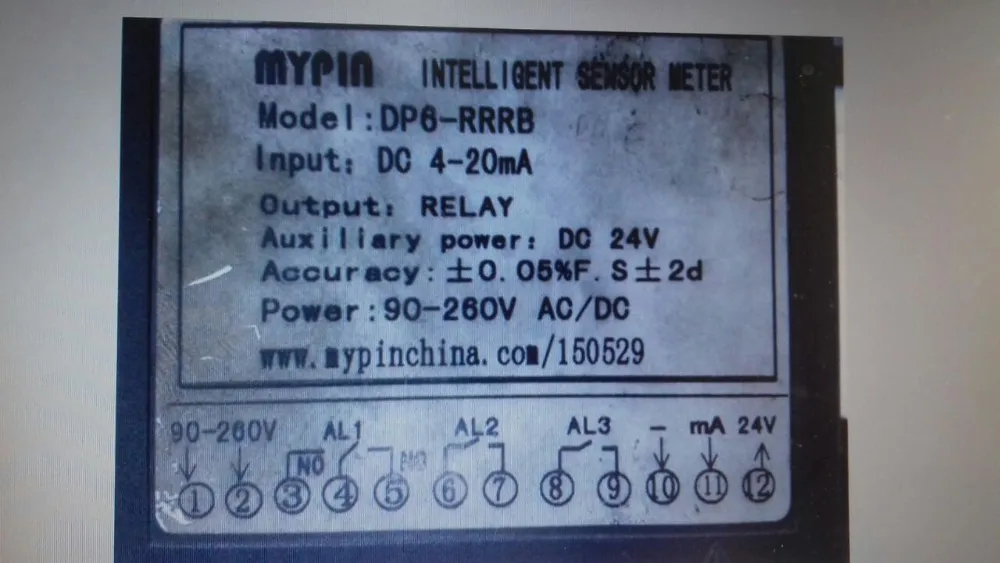 MYPIN INTELLIGENT SENSOR METER
Model:DP6-RRRB
Input: DC 4-20mA
Output: RELAY
Auxiliary power: DC 24V
Accuracy:±0.05%F.S±2d
Power:90-260V AC/DC
www.mypinchina.com/150529
90-260V AL1 AL2 AL3 - mA 24V
NO NO
1 2 3 4 5 6 7 8 9 10 11 12